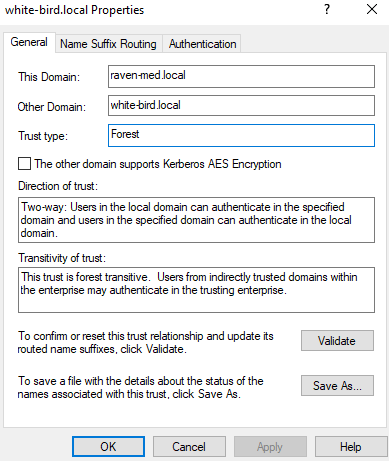 white-bird.local Properties
General Name Suffix Routing Authentication
This Domain: raven-med.local
Other Domain: white-bird.local
Trust type: Forest
The other domain supports Kerberos AES Encryption
Direction of trust:
Two-way: Users in the local domain can authenticate in the specified
domain and users in the specified domain can authenticate in the local
domain.
Transitivity of trust:
This trust is forest transitive. Users from indirectly trusted domains within
the enterprise may authenticate in the trusting enterprise.
To confirm or reset this trust relationship and update its
routed name suffixes, click Validate.
Validate
To save a file with the details about the status of the
names associated with this trust, click Save As.
Save As...
OK Cancel Apply Help